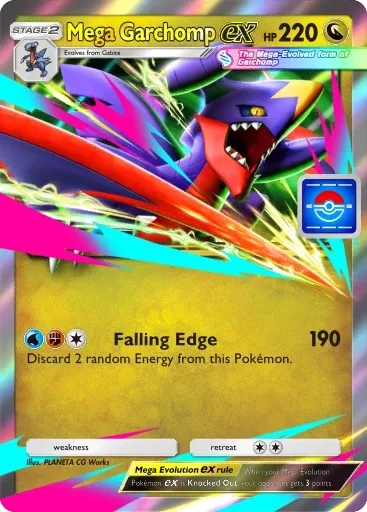 STAGE 2 Mega Garchomp ex HP 220
Evolves from Gabite
The Mega-Evolved form of
Garchomp
Falling Edge 190
Discard 2 random Energy from this Pokémon.
weakness retreat
Illus. PLANETA CG Works
Mega Evolution ex rule When your Mega Evolution
Pokémon ex is Knocked Out, your opponent gets 3 points.